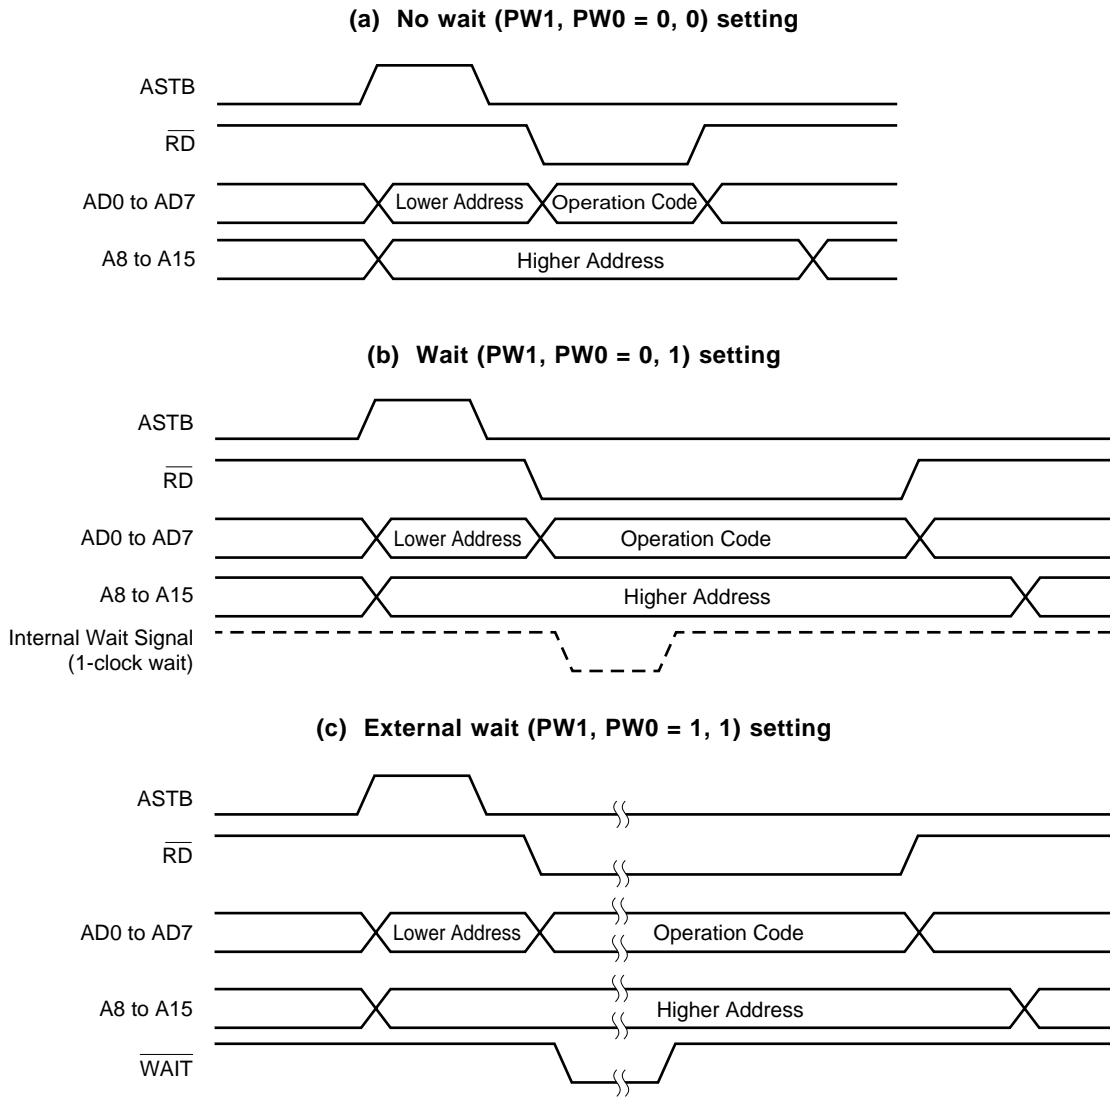 (a) No wait (PW1, PW0 = 0, 0) setting
ASTB
RD
AD0 to AD7
Lower Address
Operation Code
A8 to A15
Higher Address
(b) Wait (PW1, PW0 = 0, 1) setting
ASTB
RD
AD0 to AD7
Lower Address
Operation Code
A8 to A15
Higher Address
Internal Wait Signal
(1-clock wait)
(c) External wait (PW1, PW0 = 1, 1) setting
ASTB
RD
AD0 to AD7
Lower Address
Operation Code
A8 to A15
Higher Address
WAIT